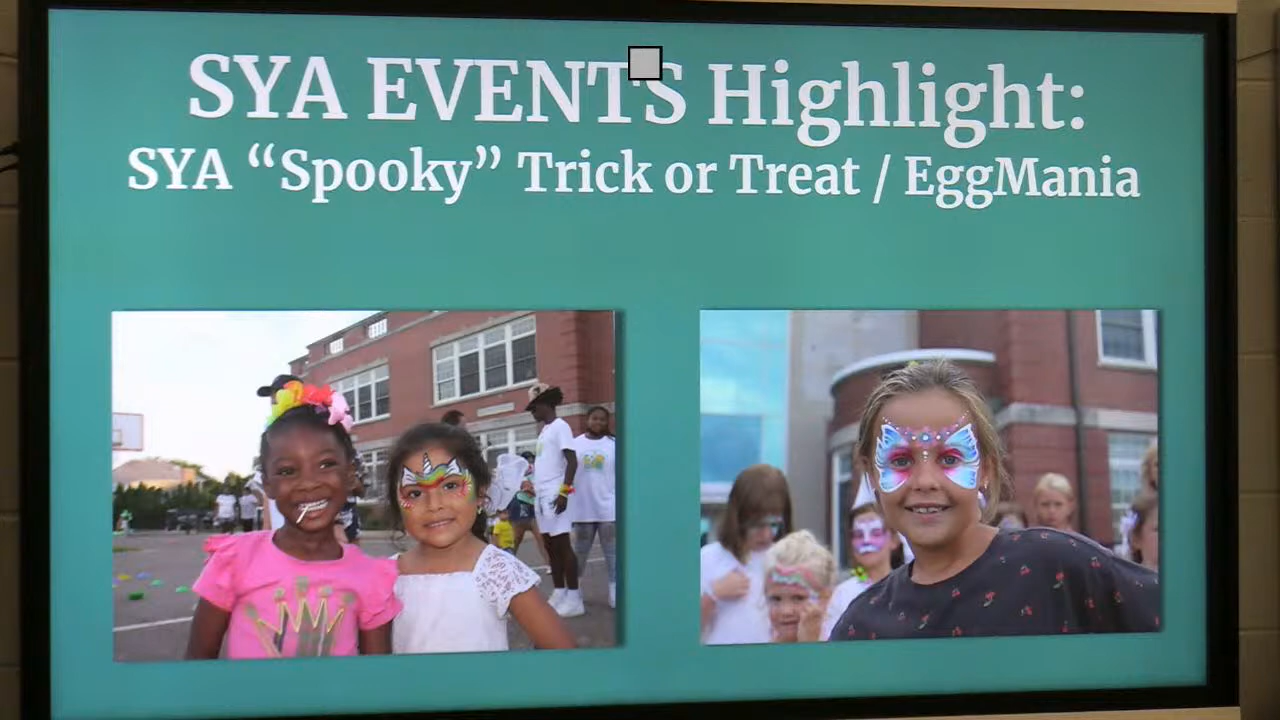 SYA EVENTS Highlight:
SYA “Spooky” Trick or Treat / EggMania